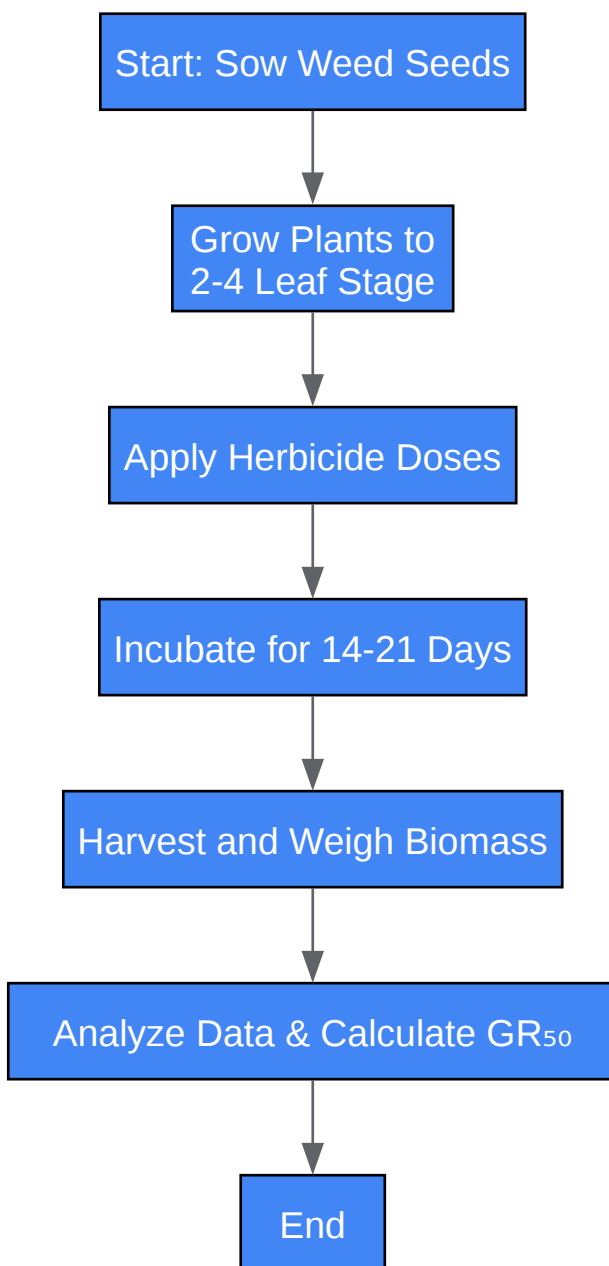 Start: Sow Weed Seeds
Grow Plants to
2-4 Leaf Stage
Apply Herbicide Doses
Incubate for 14-21 Days
Harvest and Weigh Biomass
Analyze Data & Calculate GR₅₀
End